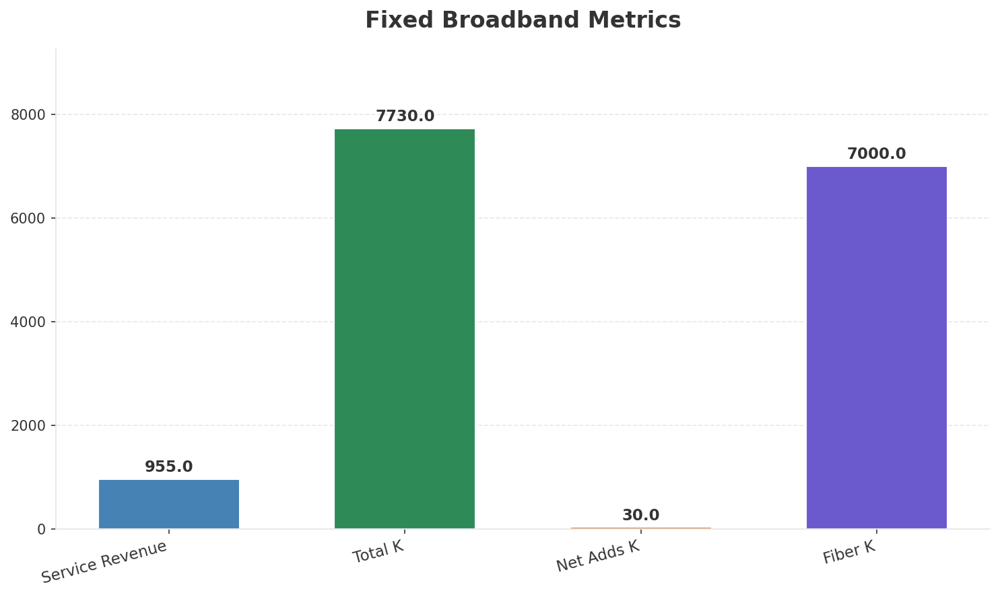 Fixed Broadband Metrics
8000
6000
4000
2000
0
955.0
7730.0
30.0
7000.0
Service Revenue
Total K
Net Adds K
Fiber K